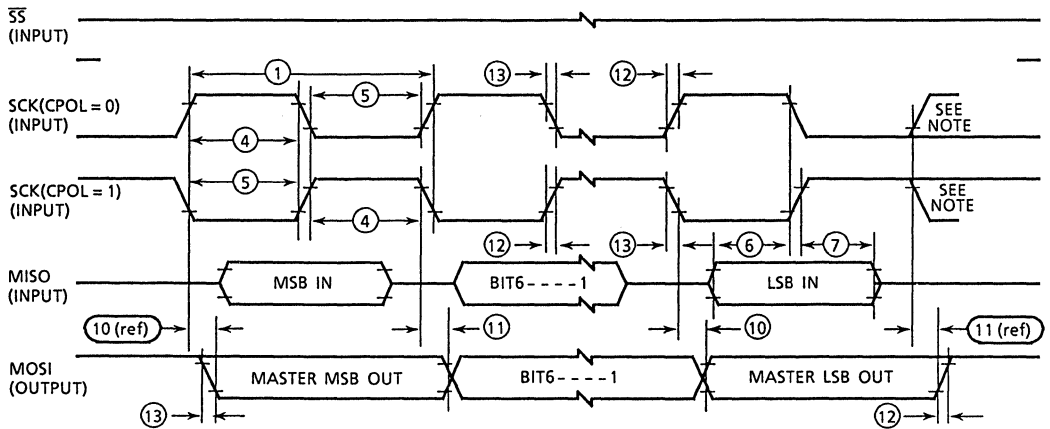 SS
(INPUT)
1
13
12
SCK(CPOL = 0)
(INPUT)
5
4
SEE
NOTE
SCK(CPOL = 1)
(INPUT)
5
4
SEE
NOTE
12
13
6
7
MISO
(INPUT)
MSB IN
BIT6 - - - - 1
LSB IN
10 (ref)
11
10
11 (ref)
MOSI
(OUTPUT)
MASTER MSB OUT
BIT6 - - - - 1
MASTER LSB OUT
13
12